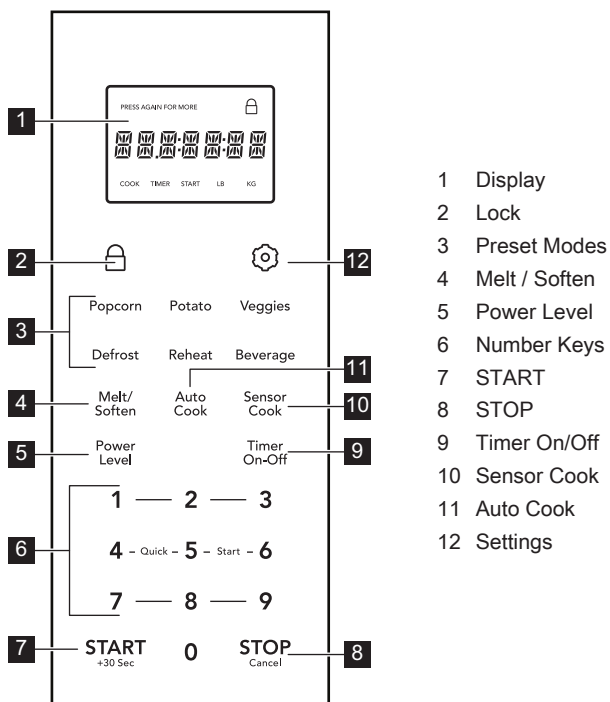 PRESS AGAIN FOR MORE
1
COOK TIMER START LB KG
2
12
3
Popcorn Potato Veggies
Defrost Reheat Beverage
11
4
Melt/ Auto Sensor
Soften Cook Cook
10
5
Power Timer
Level On-Off
9
1 2 3
6
4 - Quick - 5 - Start - 6
7 8 9
7
START 0 STOP
+30 Sec Cancel
8
1 Display
2 Lock
3 Preset Modes
4 Melt / Soften
5 Power Level
6 Number Keys
7 START
8 STOP
9 Timer On/Off
10 Sensor Cook
11 Auto Cook
12 Settings